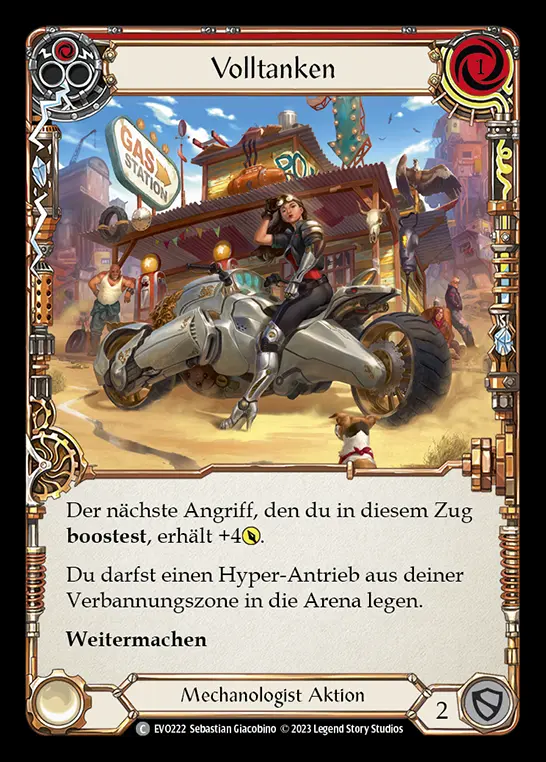 Volltanken
1
GAS
STATION
Der nächste Angriff, den du in diesem Zug
boostest, erhält +4.
Du darfst einen Hyper-Antrieb aus deiner
Verbannungszone in die Arena legen.
Weitermachen
Mechanologist Aktion
2
C EVO222 Sebastian Giacobino © 2023 Legend Story Studios